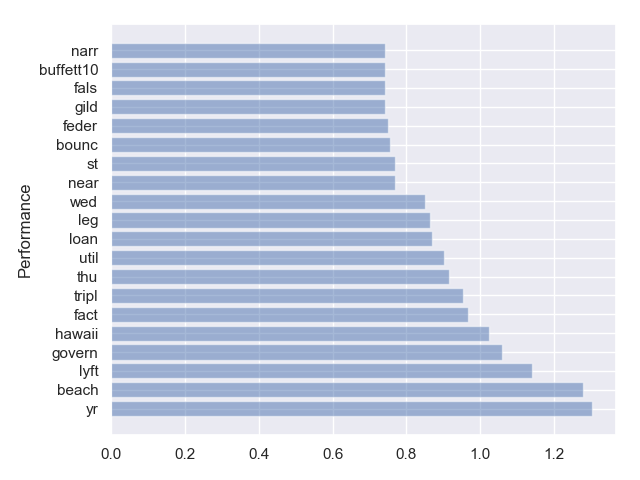 narr
buffett10
fals
gild
feder
bounc
st
near
wed
leg
loan
util
thu
tripl
fact
hawaii
govern
lyft
beach
yr
Performance
0.0 0.2 0.4 0.6 0.8 1.0 1.2